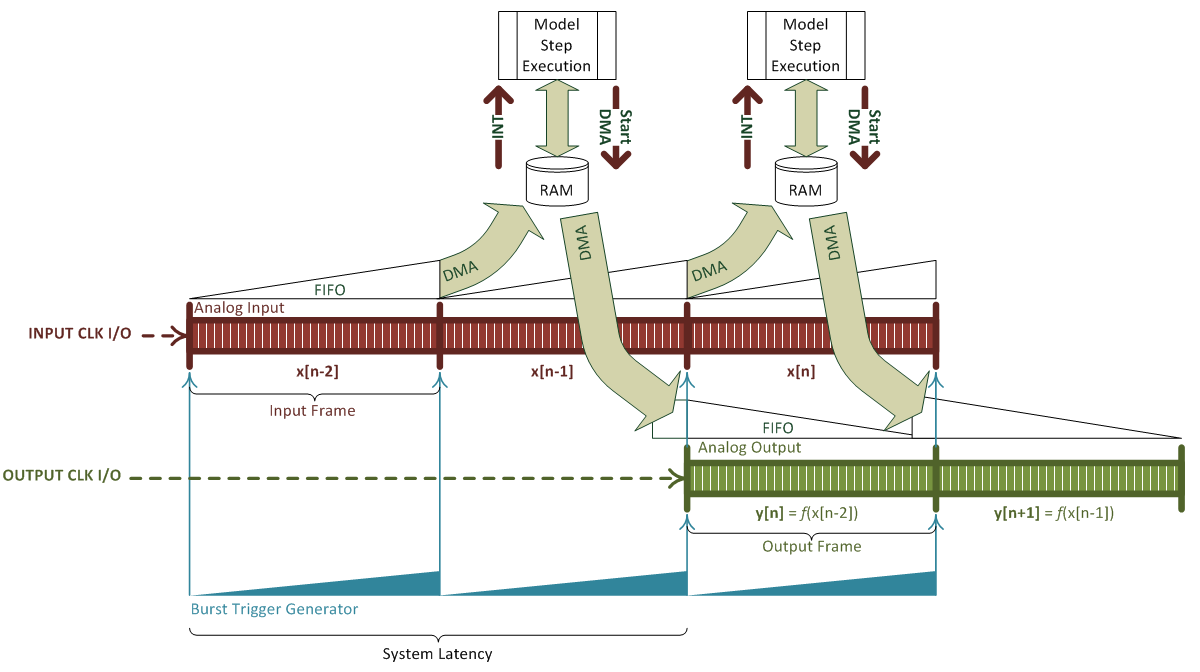 Model
Step
Execution
Model
Step
Execution
INT
Start
DMA
INT
Start
DMA
RAM
RAM
DMA
DMA
DMA
DMA
FIFO
Analog Input
INPUT CLK I/O
x[n-2]
x[n-1]
x[n]
Input Frame
FIFO
Analog Output
OUTPUT CLK I/O
y[n] = f(x[n-2])
y[n+1] = f(x[n-1])
Output Frame
Burst Trigger Generator
System Latency